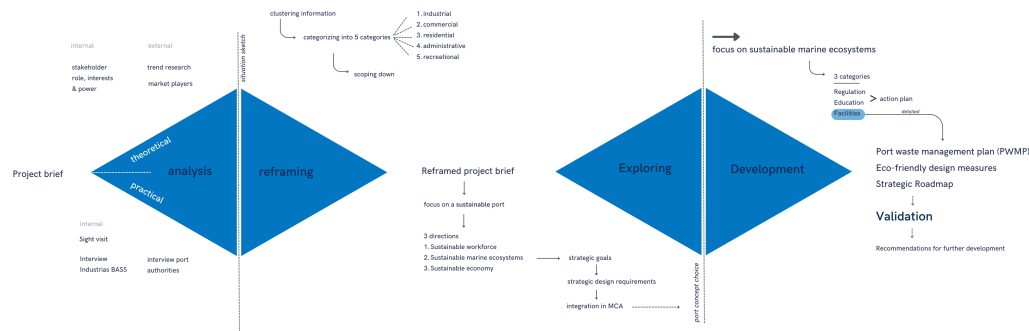 Project brief
internal
external
stakeholder
role, interests
& power
trend research
market players
theoretical
practical
analysis
internal
Sight visit
Interview
Industrias BASS
interview port
authorities
situation sketch
clustering information
categorizing into 5 categories
1. industrial
2. commercial
3. residential
4. administrative
5. recreational
scoping down
reframing
Reframed project brief
focus on a sustainable port
3 directions
1. Sustainable workforce
2. Sustainable marine ecosystems
3. Sustainable economy
strategic goals
strategic design requirements
integration in MCA
Exploring
port concept choice
Development
focus on sustainable marine ecosystems
3 categories
Regulation
Education
Facilities
action plan
detailed
Port waste management plan (PWMP)
Eco-friendly design measures
Strategic Roadmap
Validation
Recommendations for further development